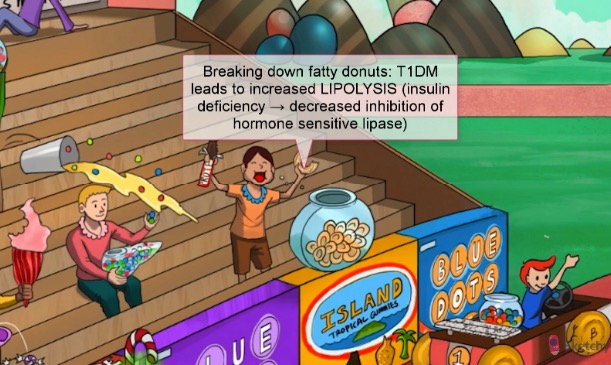 Breaking down fatty donuts: T1DM
leads to increased LIPOLYSIS (insulin
deficiency → decreased inhibition of
hormone sensitive lipase)
ISLAND
TROPICAL GUMMIES
BLUE
DOTS
LUE
1
B